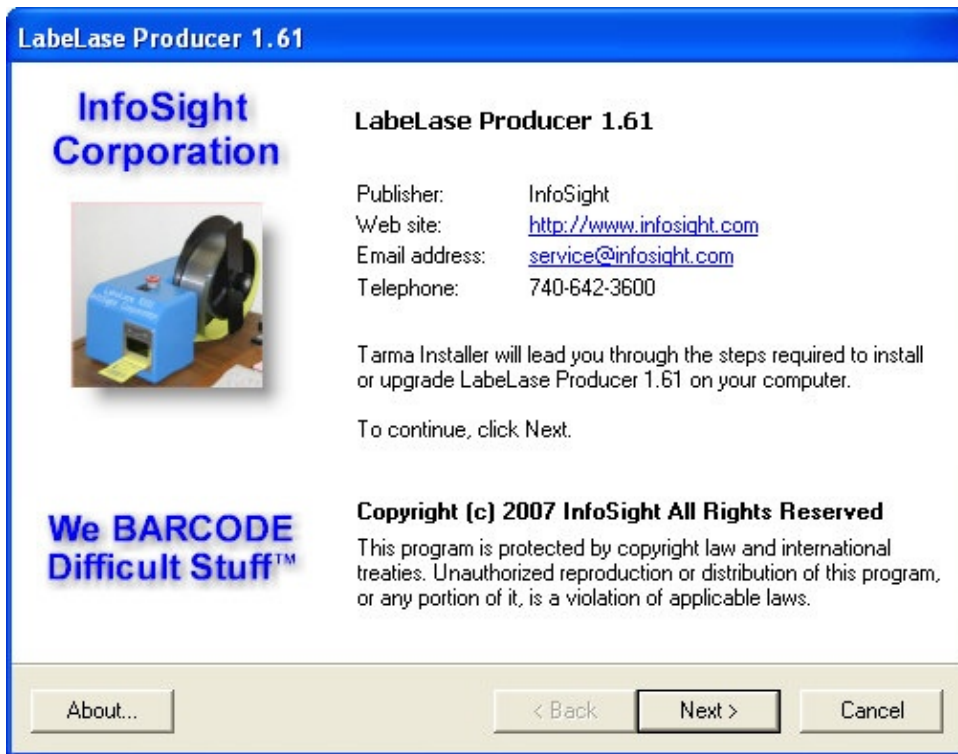 LabeLase Producer 1.61
InfoSight
Corporation
LabeLase Producer 1.61
Publisher: InfoSight
Web site: http://www.infosight.com
Email address: service@infosight.com
Telephone: 740-642-3600
Tarma Installer will lead you through the steps required to install
or upgrade LabeLase Producer 1.61 on your computer.
To continue, click Next.
We BARCODE
Difficult Stuff™
Copyright (c) 2007 InfoSight All Rights Reserved
This program is protected by copyright law and international
treaties. Unauthorized reproduction or distribution of this program,
or any portion of it, is a violation of applicable laws.
About...
< Back
Next >
Cancel